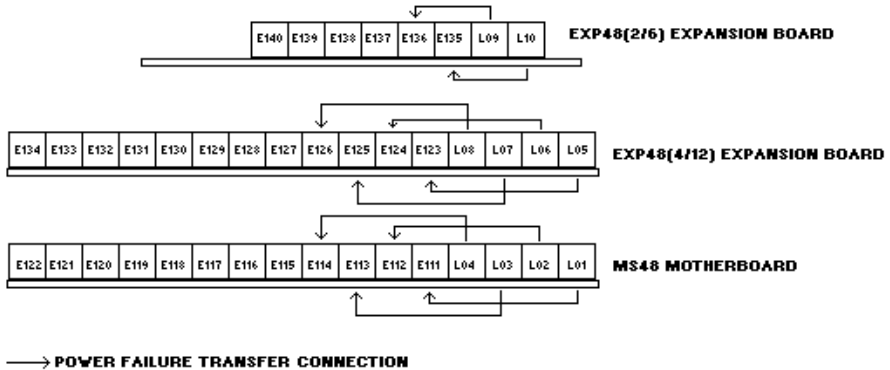 E140 E139 E138 E137 E136 E135 L09 L10 EXP48(2/6) EXPANSION BOARD
E134 E133 E132 E131 E130 E129 E128 E127 E126 E125 E124 E123 L08 L07 L06 L05 EXP48(4/12) EXPANSION BOARD
E122 E121 E120 E119 E118 E117 E116 E115 E114 E113 E112 E111 L04 L03 L02 L01 MS48 MOTHERBOARD
POWER FAILURE TRANSFER CONNECTION